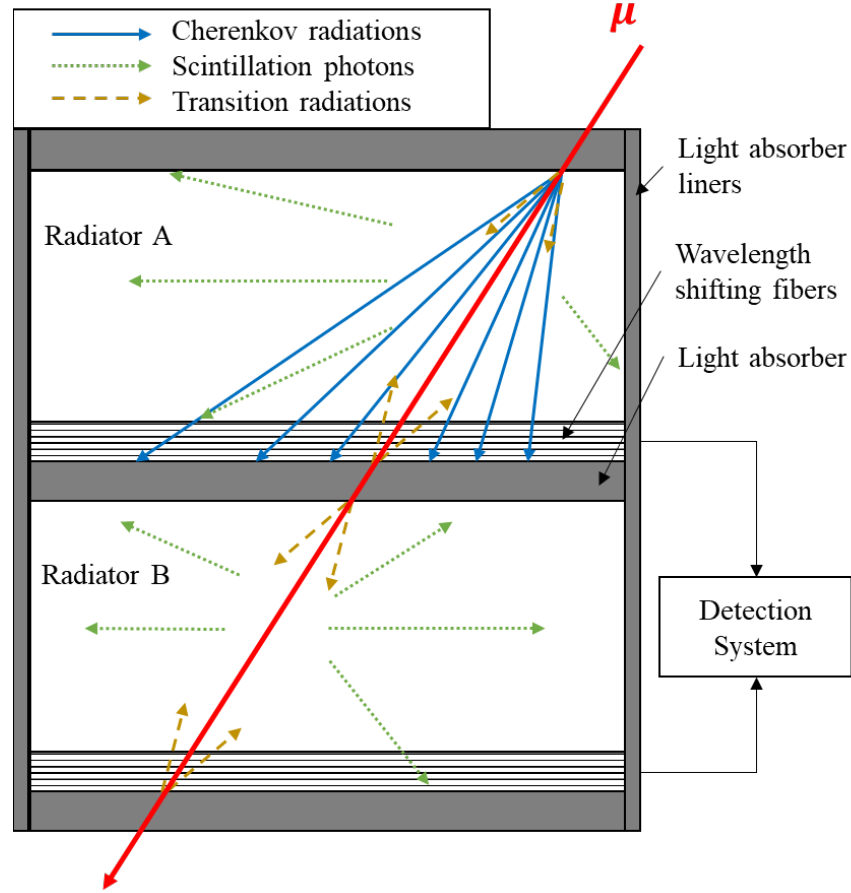 μ
Cherenkov radiations
Scintillation photons
Transition radiations
Light absorber
liners
Radiator A
Wavelength
shifting fibers
Light absorber
Radiator B
Detection
System